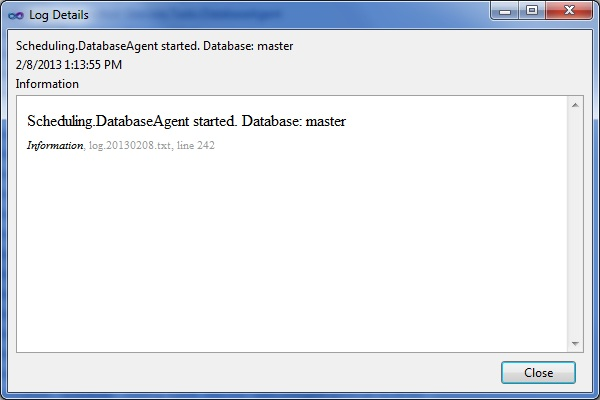 Log Details
Scheduling.DatabaseAgent started. Database: master
2/8/2013 1:13:55 PM
Information
Scheduling.DatabaseAgent started. Database: master
Information, log.20130208.txt, line 242
Close